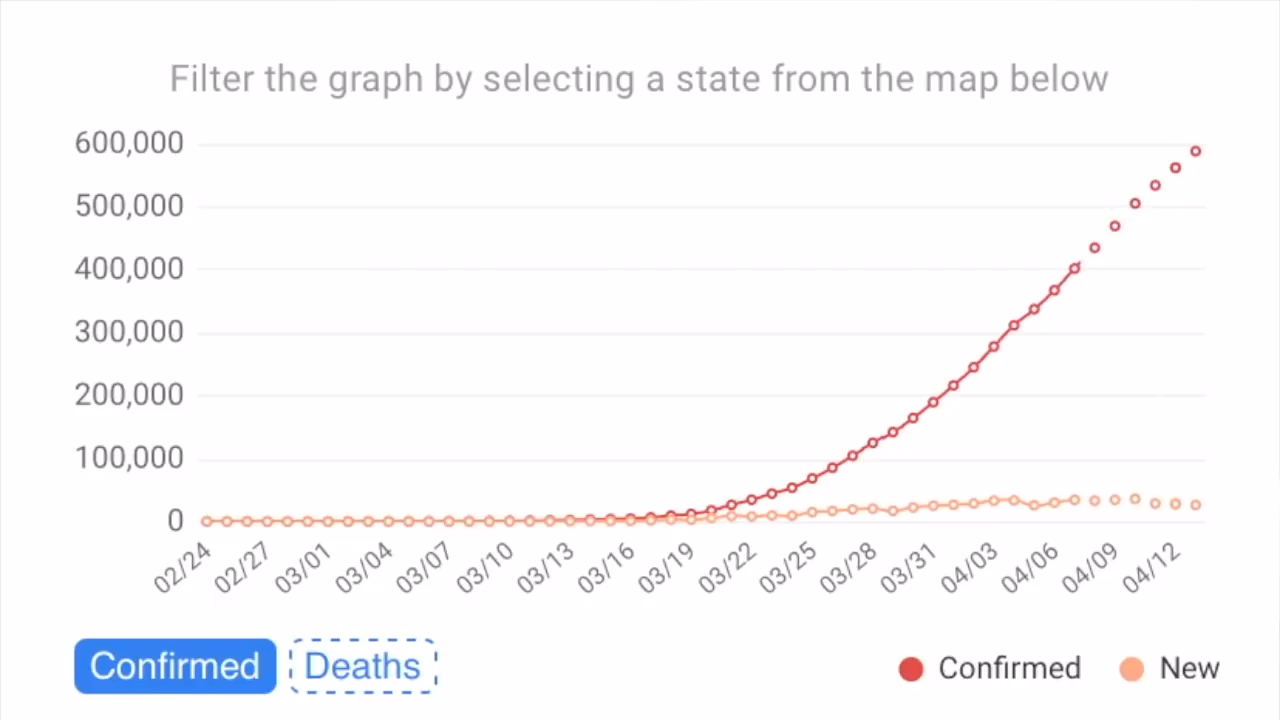 Filter the graph by selecting a state from the map below
600,000
500,000
400,000
300,000
200,000
100,000
0
02/24 02/27 03/01 03/04 03/07 03/10 03/13 03/16 03/19 03/22 03/25 03/28 03/31 04/03 04/06 04/09 04/12
Confirmed Deaths Confirmed New